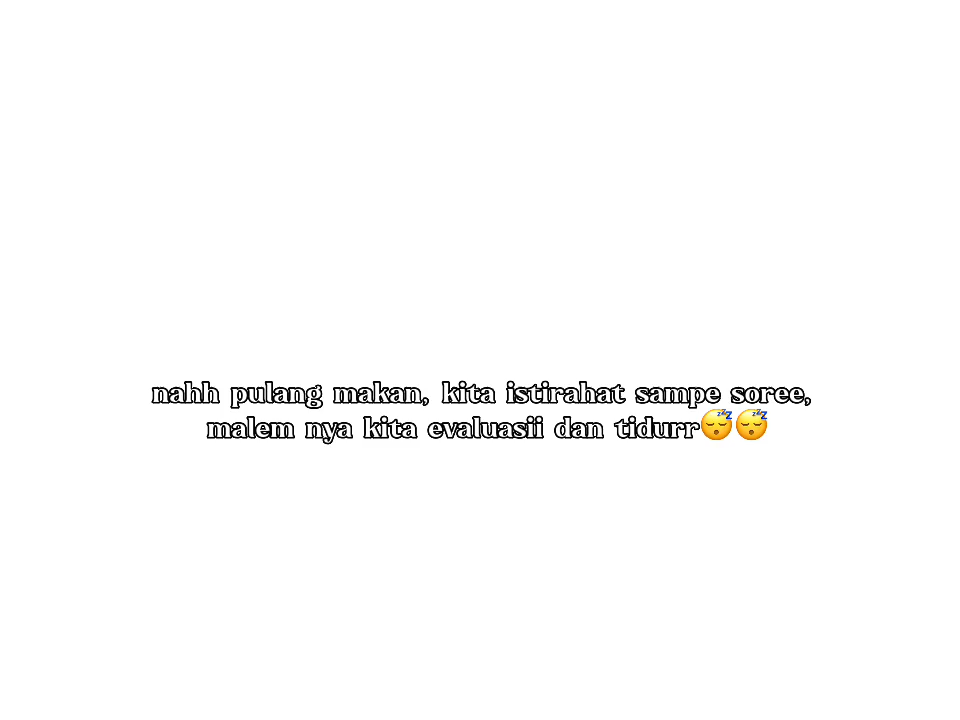 nahh pulang makan, kita istirahat sampe soree,
malem nya kita evaluasii dan tidurr😴😴